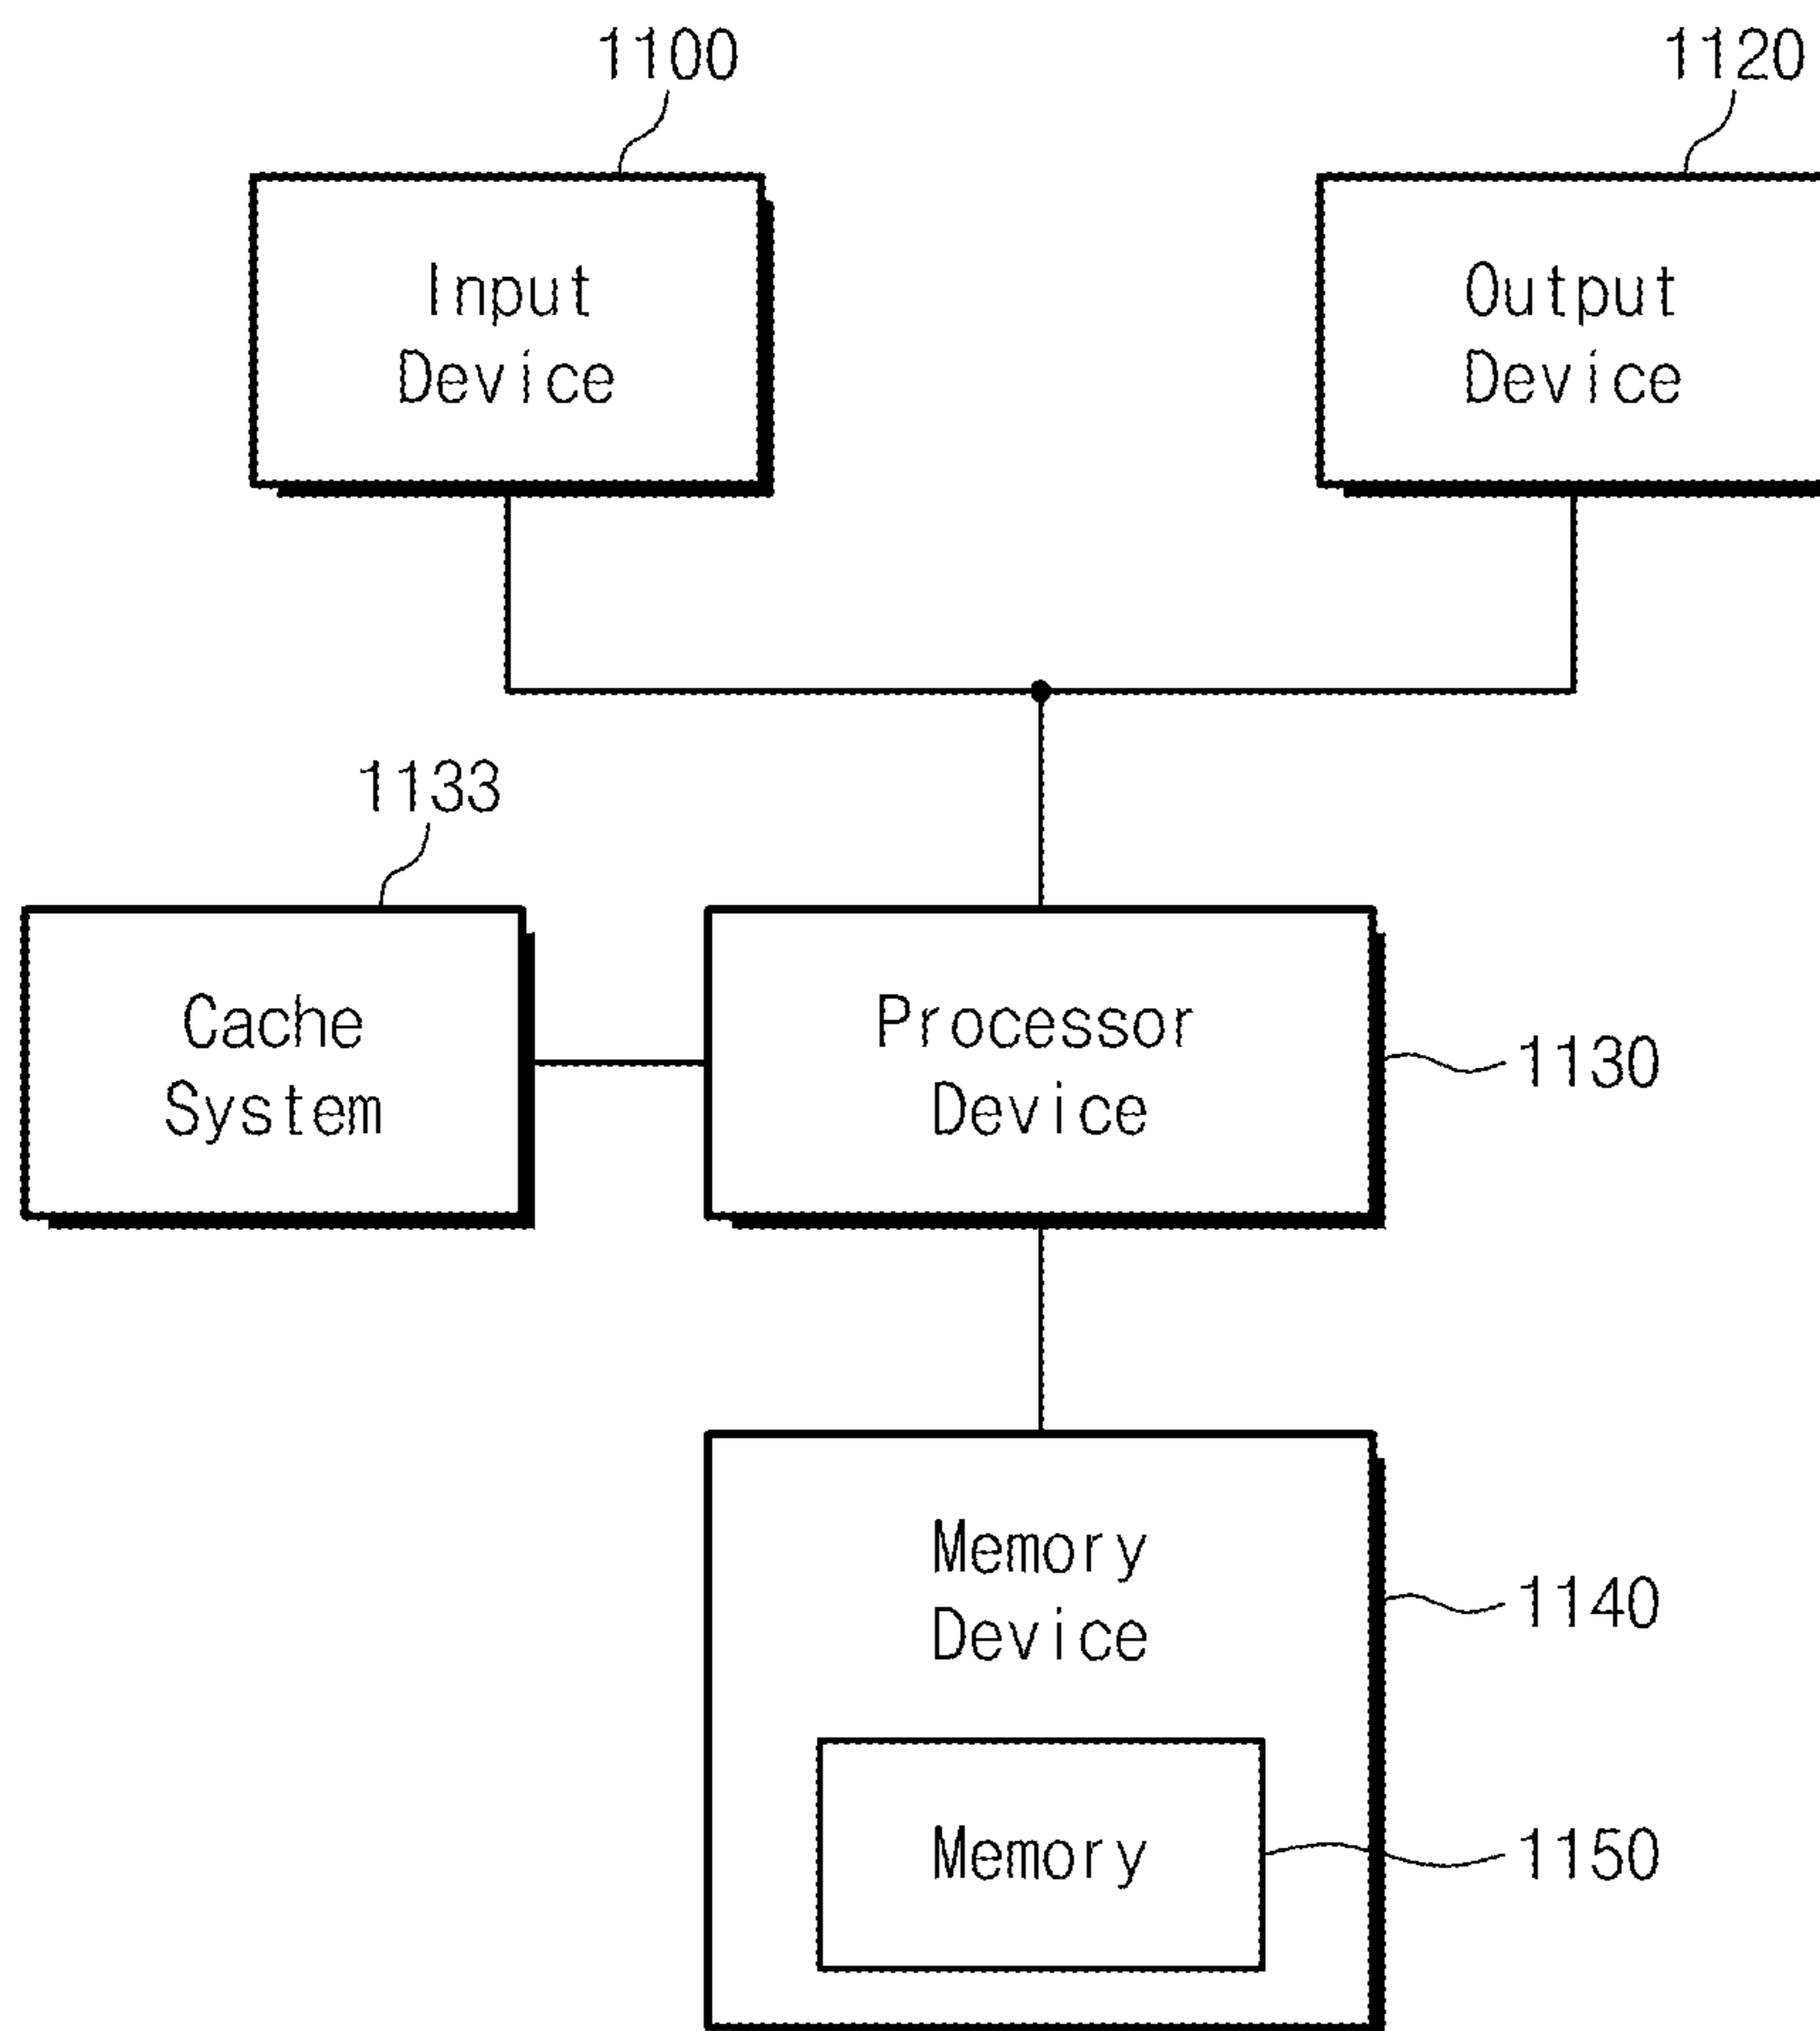 1100
1120
Input
Device
Output
Device
1133
Cache
System
Processor
Device
1130
Memory
Device
1140
Memory
1150